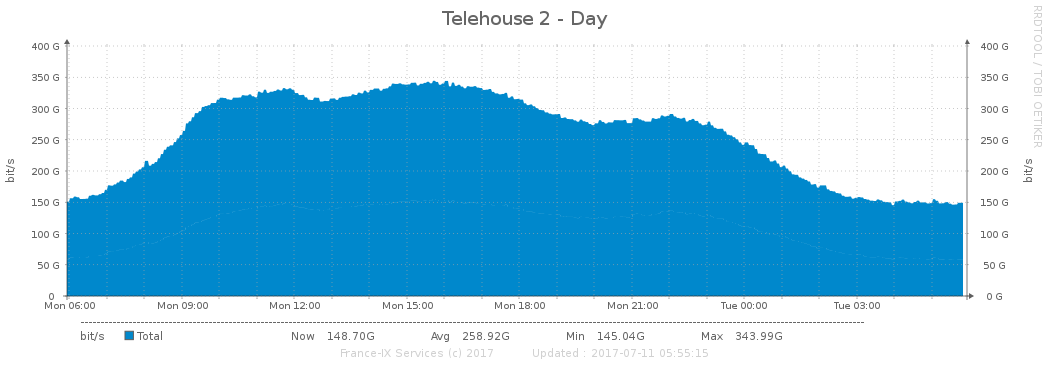 Telehouse 2 - Day
RRDTOOL / TOBI OETIKER
bit/s
400 G
350 G
300 G
250 G
200 G
150 G
100 G
50 G
0
400 G
350 G
300 G
250 G
200 G
150 G
100 G
50 G
0 G
bit/s
Mon 06:00 Mon 09:00 Mon 12:00 Mon 15:00 Mon 18:00 Mon 21:00 Tue 00:00 Tue 03:00
bit/s Total Now 148.70G Avg 258.92G Min 145.04G Max 343.99G
France-IX Services (c) 2017 Updated : 2017-07-11 05:55:15